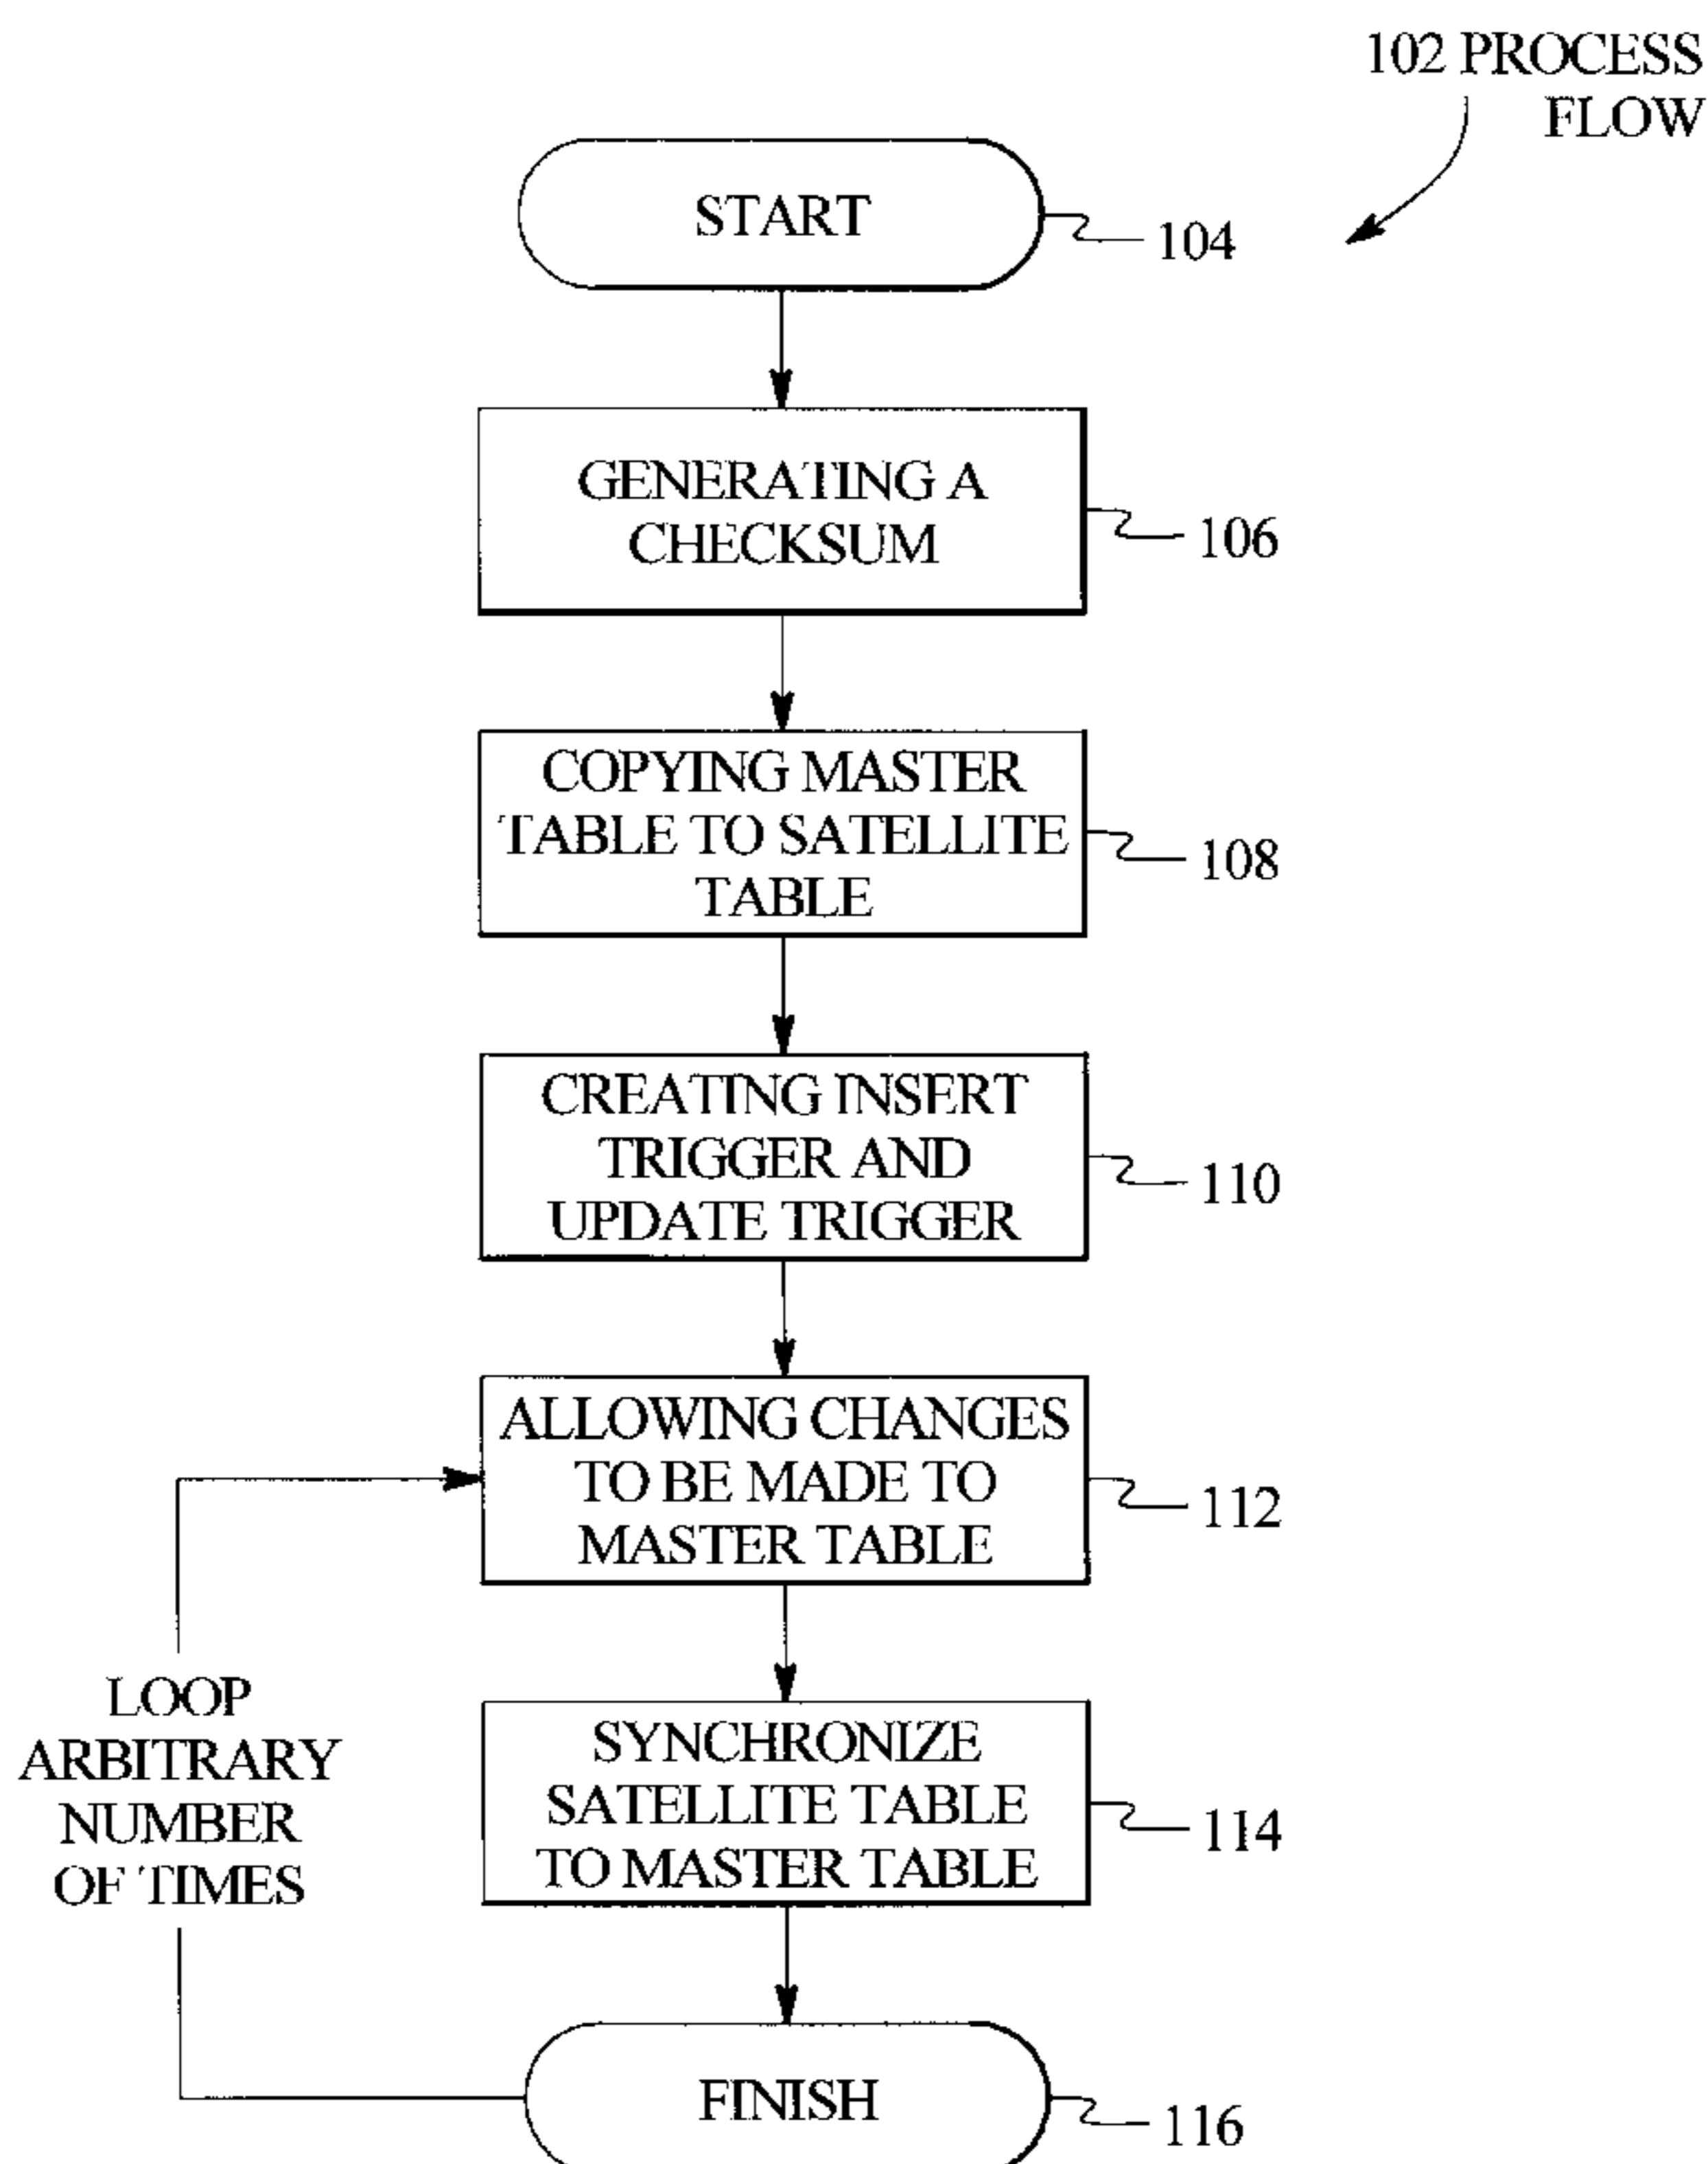 102 PROCESS
FLOW
START
104
GENERATING A
CHECKSUM
106
COPYING MASTER
TABLE TO SATELLITE
TABLE
108
CREATING INSERT
TRIGGER AND
UPDATE TRIGGER
110
ALLOWING CHANGES
TO BE MADE TO
MASTER TABLE
112
LOOP
ARBITRARY
NUMBER
OF TIMES
SYNCHRONIZE
SATELLITE TABLE
TO MASTER TABLE
114
FINISH
116